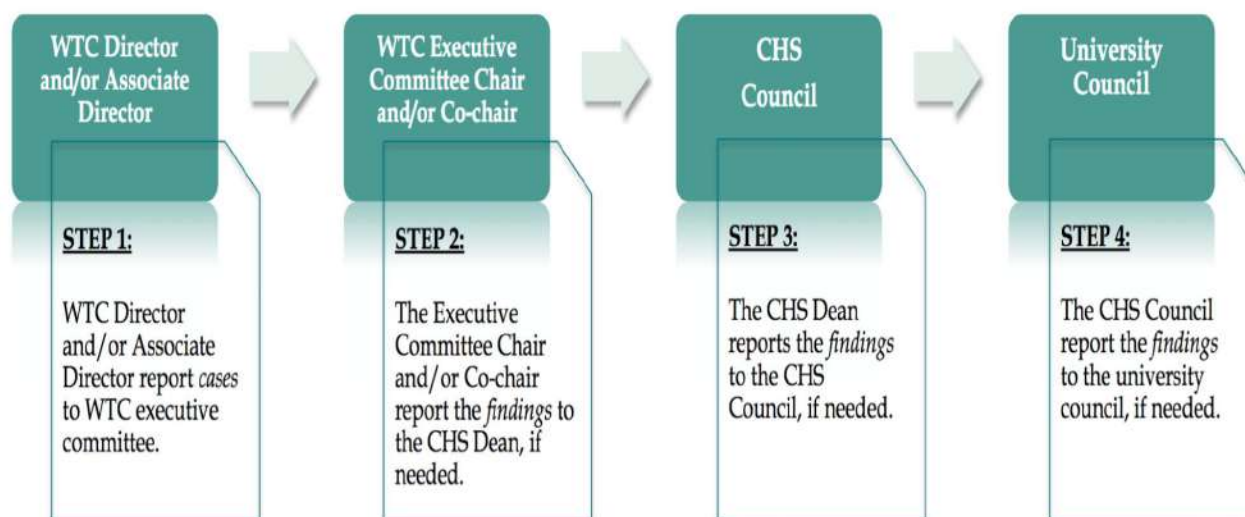 WTC Director
and/or Associate
Director
WTC Executive
Committee Chair
and/or Co-chair
CHS
Council
University
Council
STEP 1:
WTC Director
and/or Associate
Director report cases
to WTC executive
committee.
STEP 2:
The Executive
Committee Chair
and/or Co-chair
report the findings to
the CHS Dean, if
needed.
STEP 3:
The CHS Dean
reports the findings
to the CHS
Council, if needed.
STEP 4:
The CHS Council
report the findings
to the university
council, if needed.